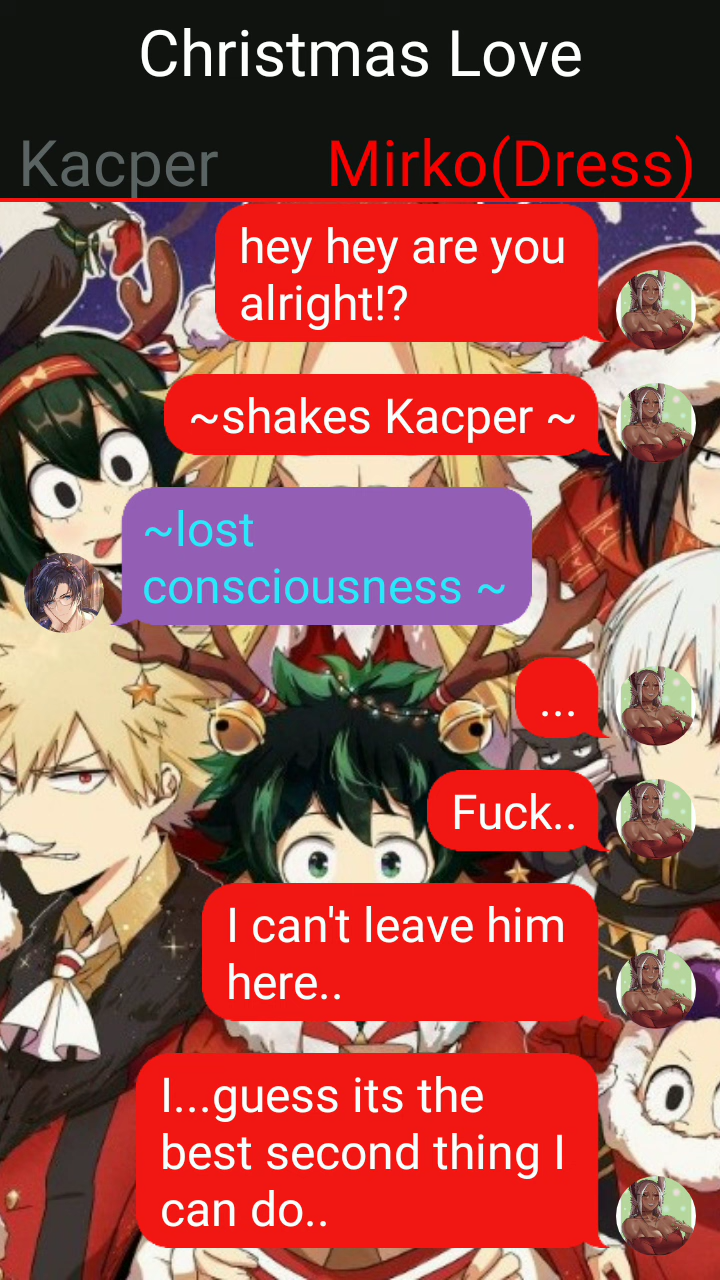 Christmas Love
Kacper Mirko(Dress)
hey hey are you
alright!?
~shakes Kacper ~
~lost
consciousness ~
...
Fuck..
I can't leave him
here..
I...guess its the
best second thing I
can do..